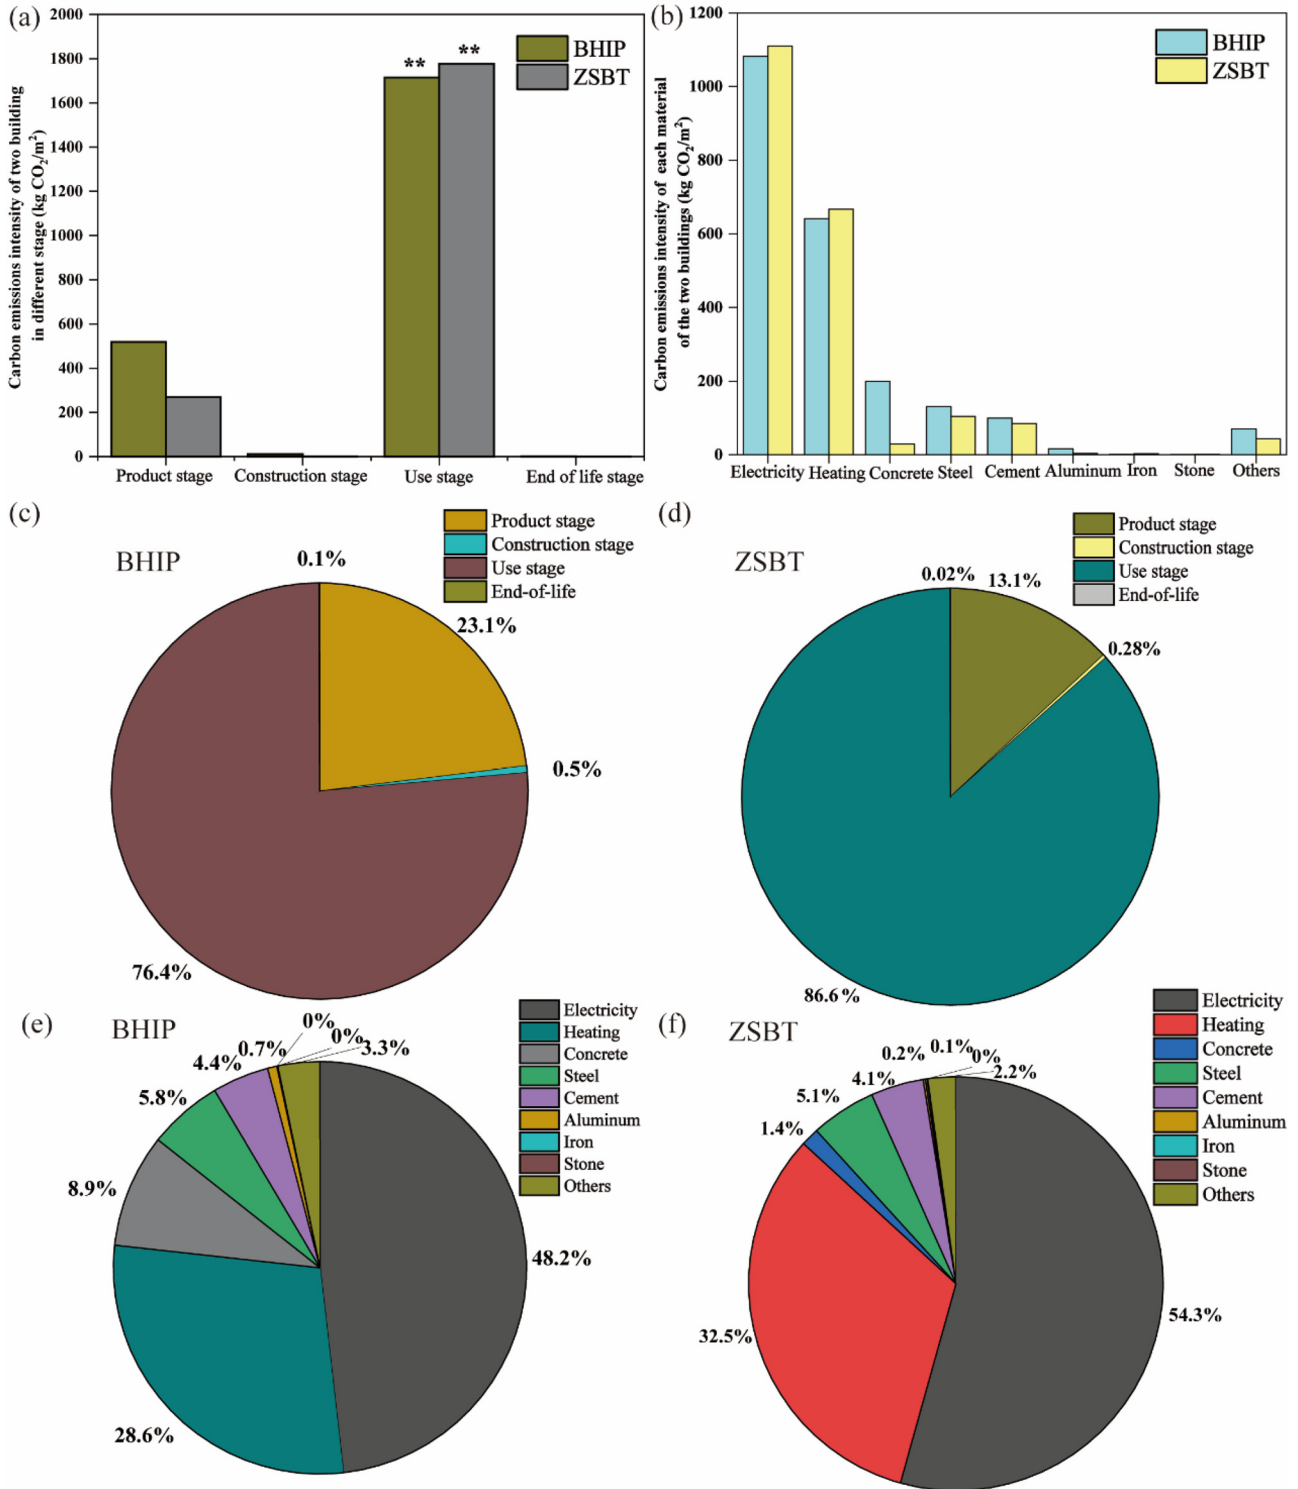 (a)
Carbon emissions intensity of two building
in different stage (kg CO₂/m²)
2000
1800
1600
1400
1200
1000
800
600
400
200
0
** **
BHIP
ZSBT
Product stage Construction stage Use stage End of life stage
(b)
Carbon emissions intensity of each material
of the two buildings (kg CO₂/m²)
1200
1000
800
600
400
200
0
BHIP
ZSBT
Electricity Heating Concrete Steel Cement Aluminum Iron Stone Others
(c)
BHIP
Product stage
Construction stage
Use stage
End-of-life
0.1%
23.1%
0.5%
76.4%
(d)
ZSBT
Product stage
Construction stage
Use stage
End-of-life
0.02%
13.1%
0.28%
86.6%
(e)
BHIP
Electricity
Heating
Concrete
Steel
Cement
Aluminum
Iron
Stone
Others
0%
0%
3.3%
0.7%
4.4%
5.8%
8.9%
28.6%
48.2%
(f)
ZSBT
Electricity
Heating
Concrete
Steel
Cement
Aluminum
Iron
Stone
Others
0.1%
0%
2.2%
0.2%
4.1%
5.1%
1.4%
32.5%
54.3%